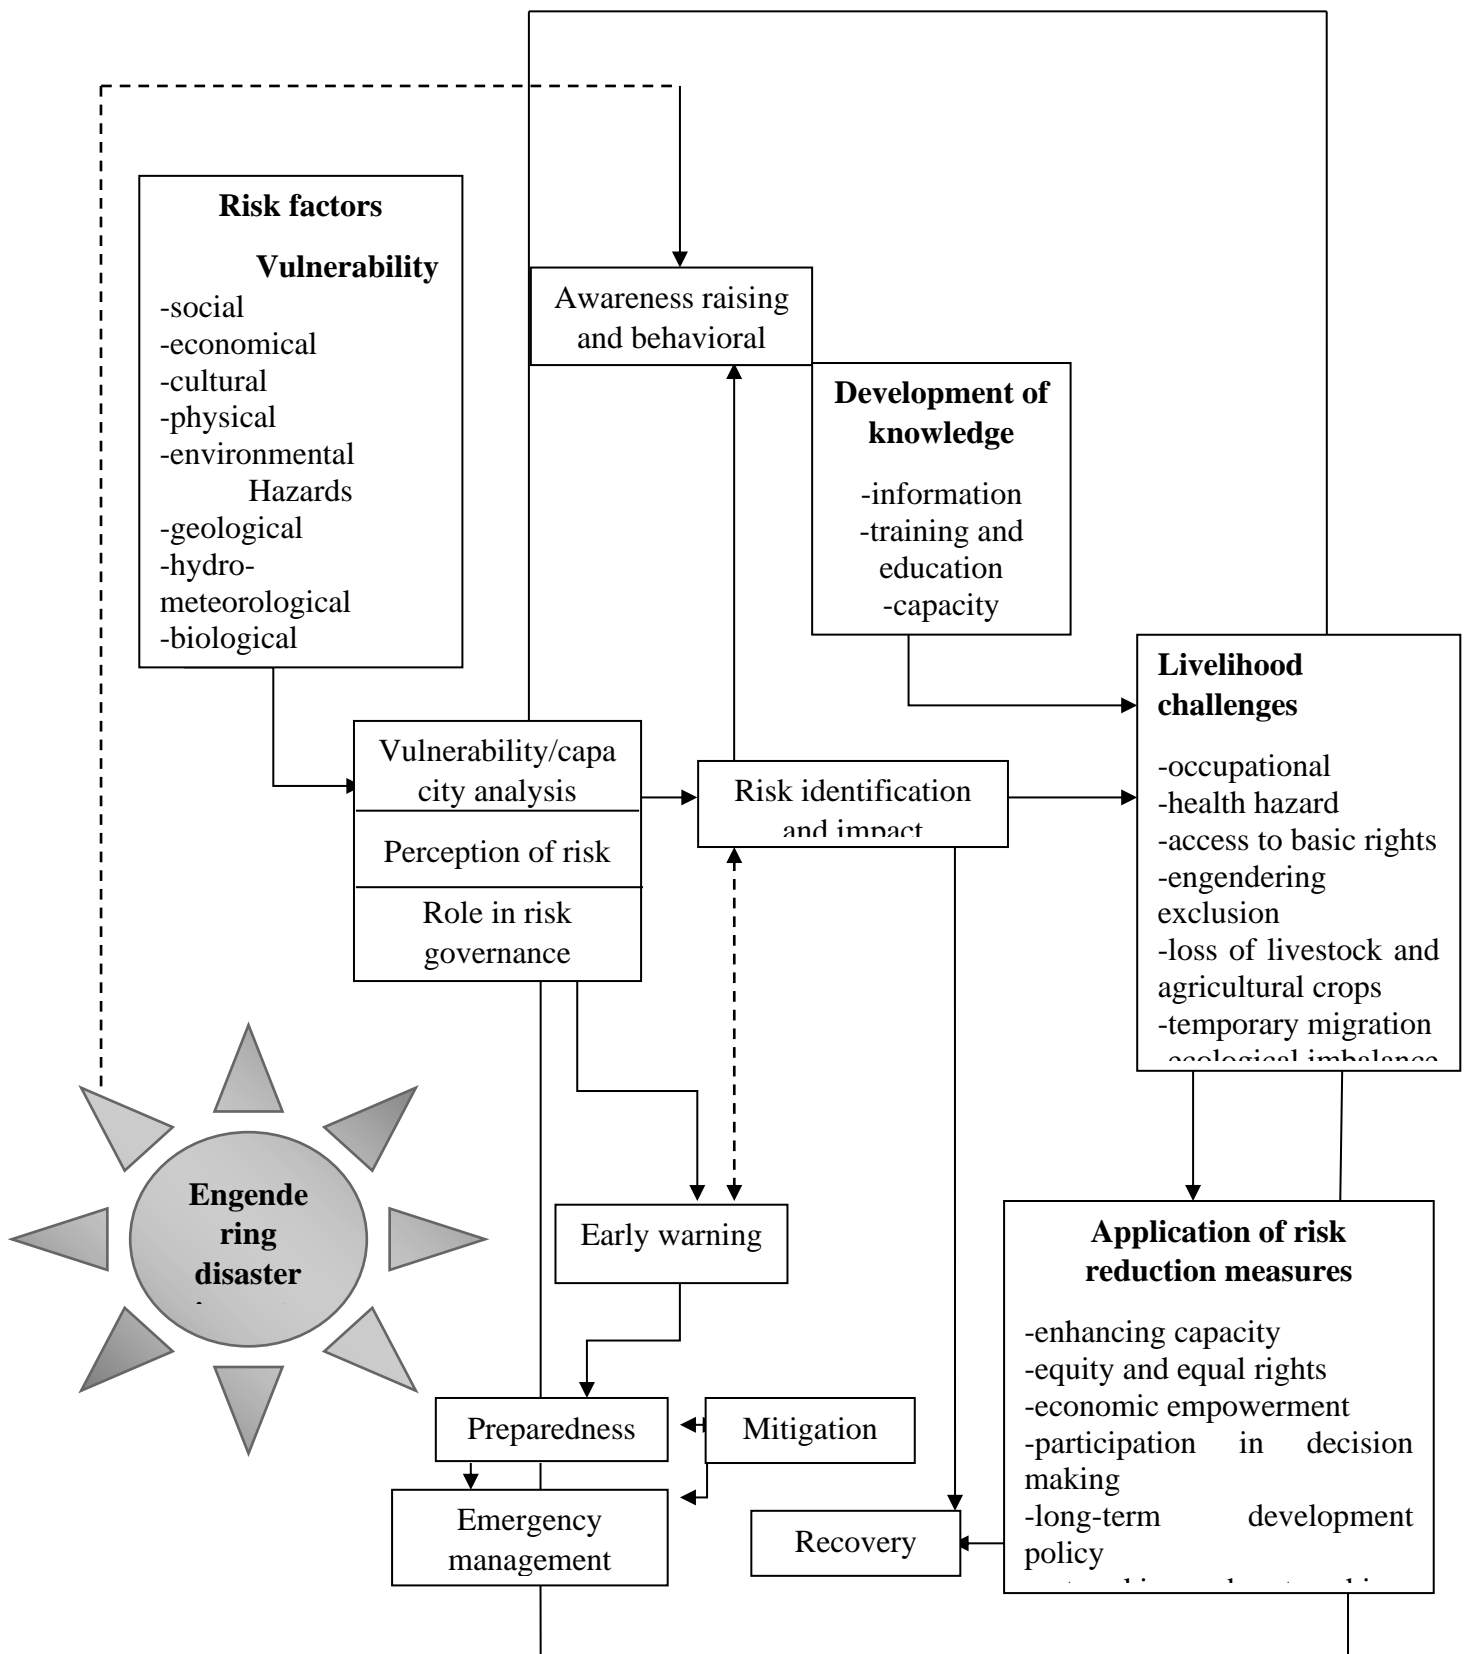 Risk factors
Vulnerability
-social
-economical
-cultural
-physical
-environmental
Hazards
-geological
-hydro-
meteorological
-biological
Awareness raising
and behavioral
Development of
knowledge
-information
-training and
education
-capacity
Vulnerability/capa
city analysis
Perception of risk
Role in risk
governance
Risk identification
and impact
Livelihood
challenges
-occupational
-health hazard
-access to basic rights
-engendering
exclusion
-loss of livestock and
agricultural crops
-temporary migration
-ecological imbalance
Engende
ring
disaster
Early warning
Preparedness
Mitigation
Emergency
management
Recovery
Application of risk
reduction measures
-enhancing capacity
-equity and equal rights
-economic empowerment
-participation in decision
making
-long-term development
policy